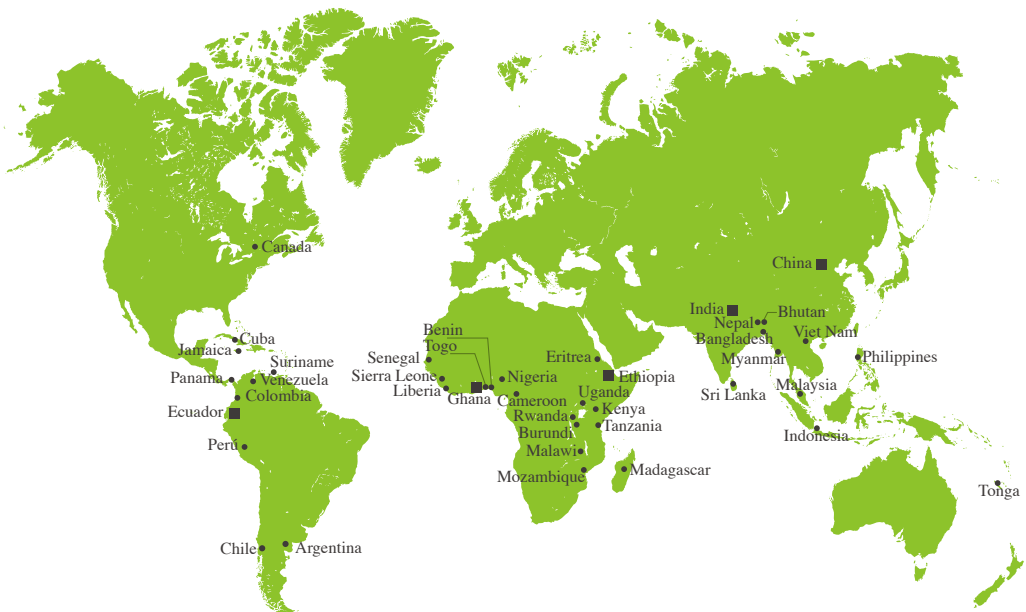 Canada
China
India
Bhutan
Nepal
Benin
Viet Nam
Cuba
Bangladesh
Togo
Jamaica
Senegal
Eritrea
Myanmar
Philippines
Suriname
Panama
Sierra Leone
Nigeria
Ethiopia
Venezuela
Malaysia
Liberia
Uganda
Sri Lanka
Colombia
Ghana
Cameroon
Ecuador
Kenya
Rwanda
Tanzania
Burundi
Indonesia
Perú
Malawi
Madagascar
Mozambique
Tonga
Chile
Argentina